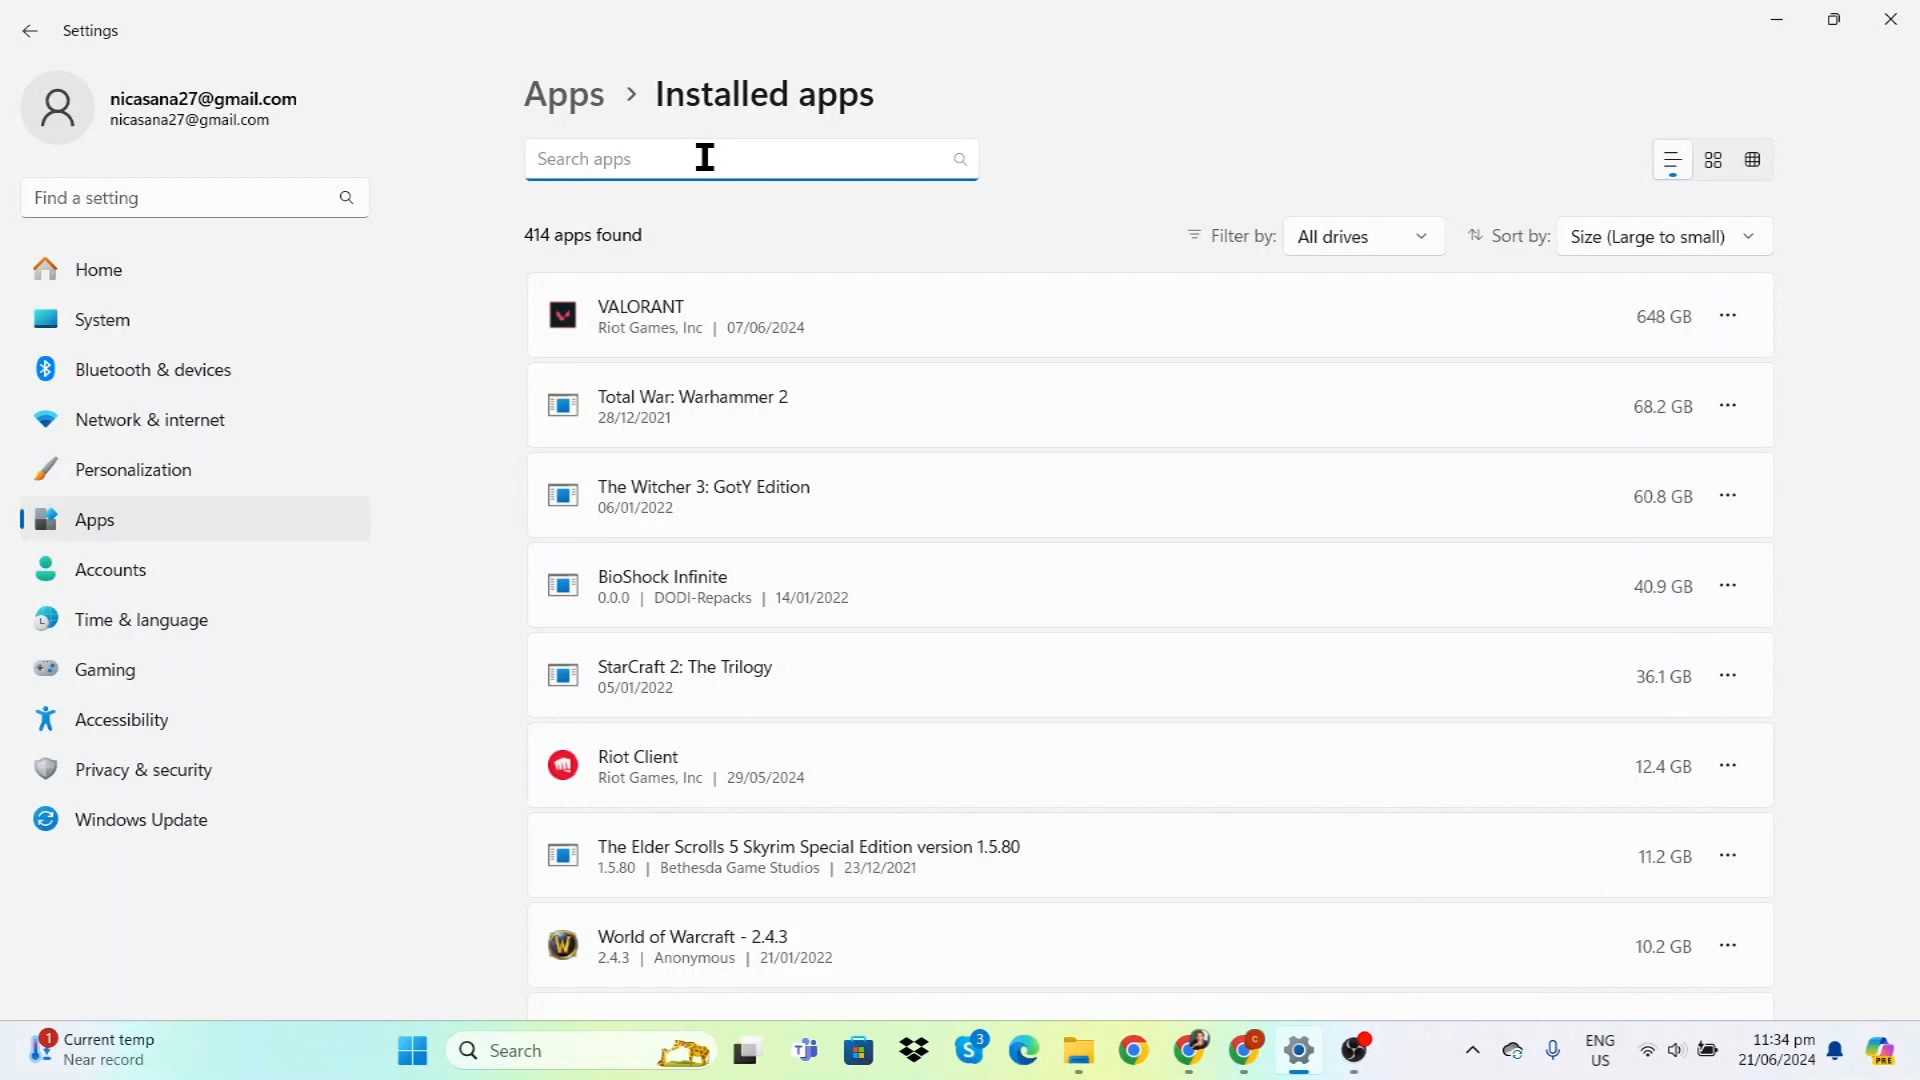 Settings
nicasana27@gmail.com
nicasana27@gmail.com
Find a setting
Home
System
Bluetooth & devices
Network & internet
Personalization
Apps
Accounts
Time & language
Gaming
Accessibility
Privacy & security
Windows Update
Apps > Installed apps
Search apps
414 apps found
Filter by: All drives
Sort by: Size (Large to small)
VALORANT
Riot Games, Inc | 07/06/2024
648 GB
Total War: Warhammer 2
28/12/2021
68.2 GB
The Witcher 3: GotY Edition
06/01/2022
60.8 GB
BioShock Infinite
0.0.0 | DODI-Repacks | 14/01/2022
40.9 GB
StarCraft 2: The Trilogy
05/01/2022
36.1 GB
Riot Client
Riot Games, Inc | 29/05/2024
12.4 GB
The Elder Scrolls 5 Skyrim Special Edition version 1.5.80
1.5.80 | Bethesda Game Studios | 23/12/2021
11.2 GB
World of Warcraft - 2.4.3
2.4.3 | Anonymous | 21/01/2022
10.2 GB
1
Current temp
Near record
Search
3
ENG
US
11:34 pm
21/06/2024
PRE